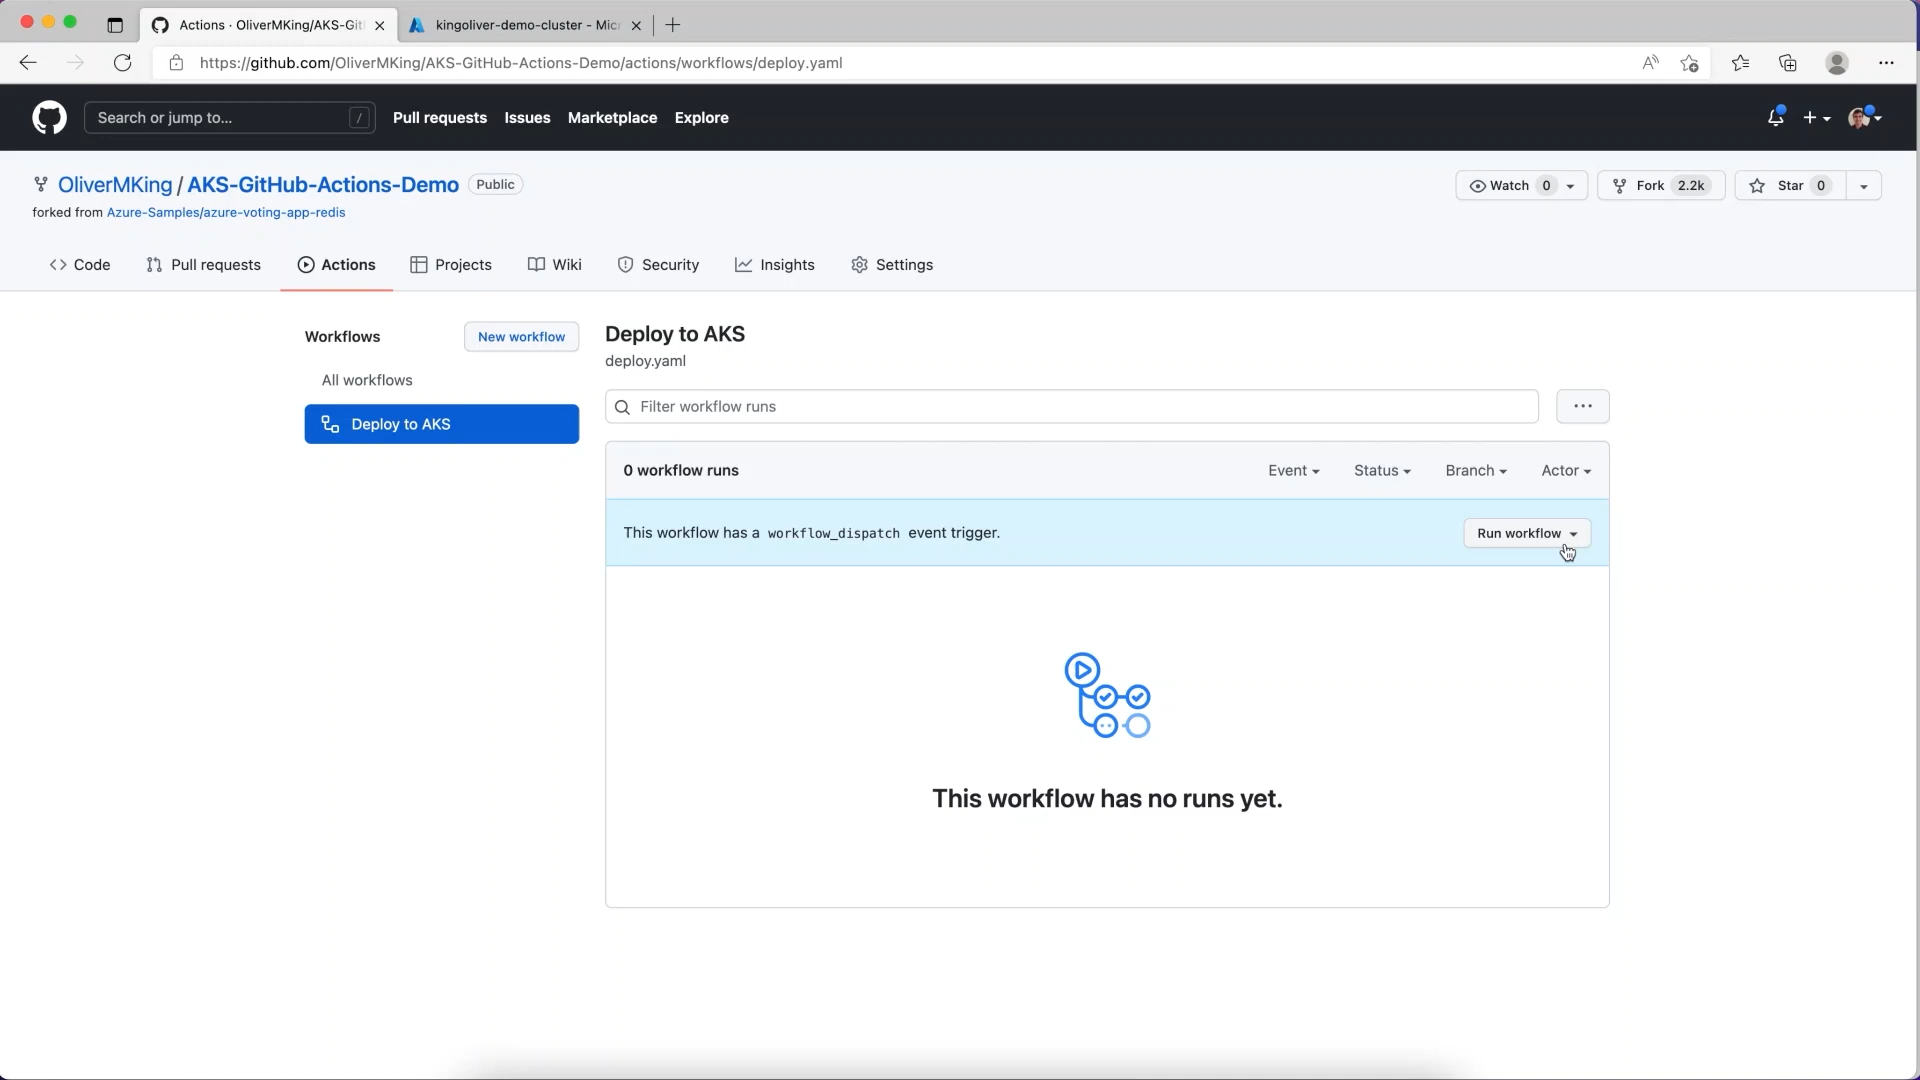 Actions · OliverMKing/AKS-Git
kingoliver-demo-cluster - Micr
https://github.com/OliverMKing/AKS-GitHub-Actions-Demo/actions/workflows/deploy.yaml
Search or jump to... /
Pull requests
Issues
Marketplace
Explore
OliverMKing / AKS-GitHub-Actions-Demo Public
forked from Azure-Samples/azure-voting-app-redis
Watch 0
Fork 2.2k
Star 0
Code
Pull requests
Actions
Projects
Wiki
Security
Insights
Settings
Workflows
New workflow
All workflows
Deploy to AKS
Deploy to AKS
deploy.yaml
Filter workflow runs
0 workflow runs
Event
Status
Branch
Actor
This workflow has a workflow_dispatch event trigger.
Run workflow
This workflow has no runs yet.